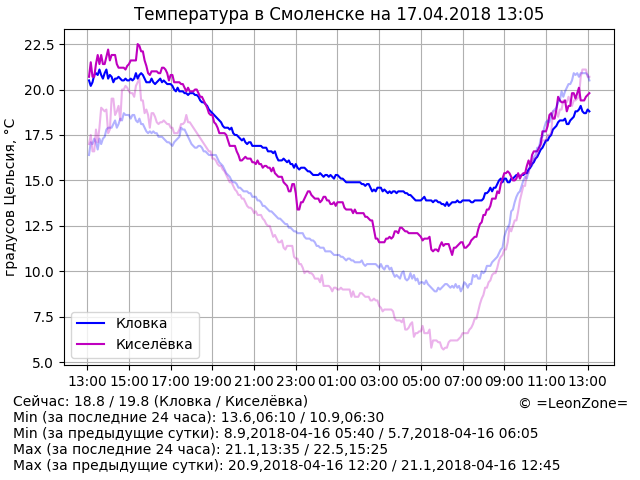 Температура в Смоленске на 17.04.2018 13:05
градусов Цельсия, °C
22.5
20.0
17.5
15.0
12.5
10.0
7.5
5.0
Кловка
Киселёвка
13:00 15:00 17:00 19:00 21:00 23:00 01:00 03:00 05:00 07:00 09:00 11:00 13:00
© =LeonZone=
Сейчас: 18.8 / 19.8 (Кловка / Киселёвка)
Min (за последние 24 часа): 13.6,06:10 / 10.9,06:30
Min (за предыдущие сутки): 8.9,2018-04-16 05:40 / 5.7,2018-04-16 06:05
Max (за последние 24 часа): 21.1,13:35 / 22.5,15:25
Max (за предыдущие сутки): 20.9,2018-04-16 12:20 / 21.1,2018-04-16 12:45